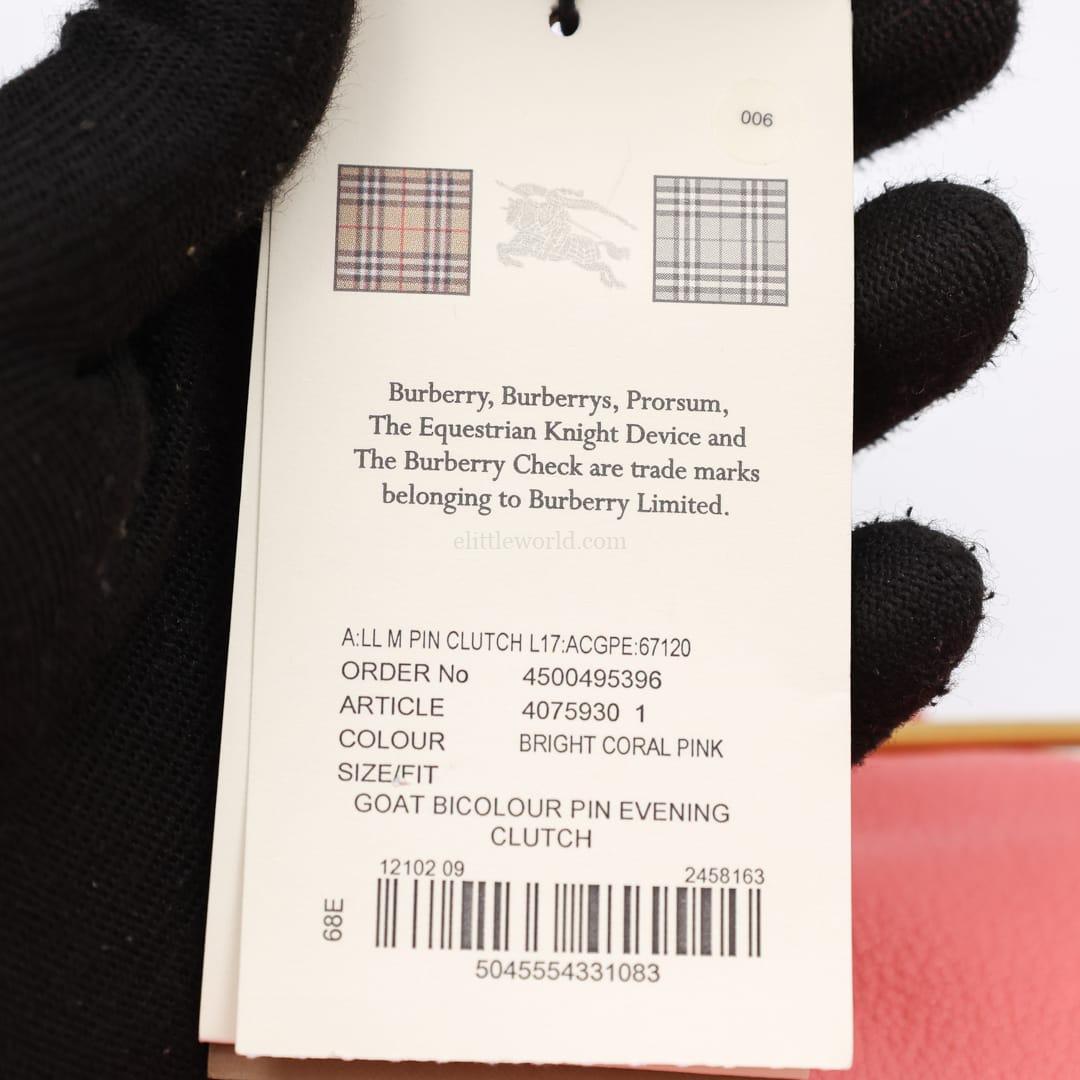 006
Burberry, Burberrys, Prorsum,
The Equestrian Knight Device and
The Burberry Check are trade marks
belonging to Burberry Limited.
elittleworld.com
A:LL M PIN CLUTCH L17:ACGPE:67120
ORDER No 4500495396
ARTICLE 4075930 1
COLOUR BRIGHT CORAL PINK
SIZE/FIT
GOAT BICOLOUR PIN EVENING
CLUTCH
12102 09 2458163
68E
5045554331083